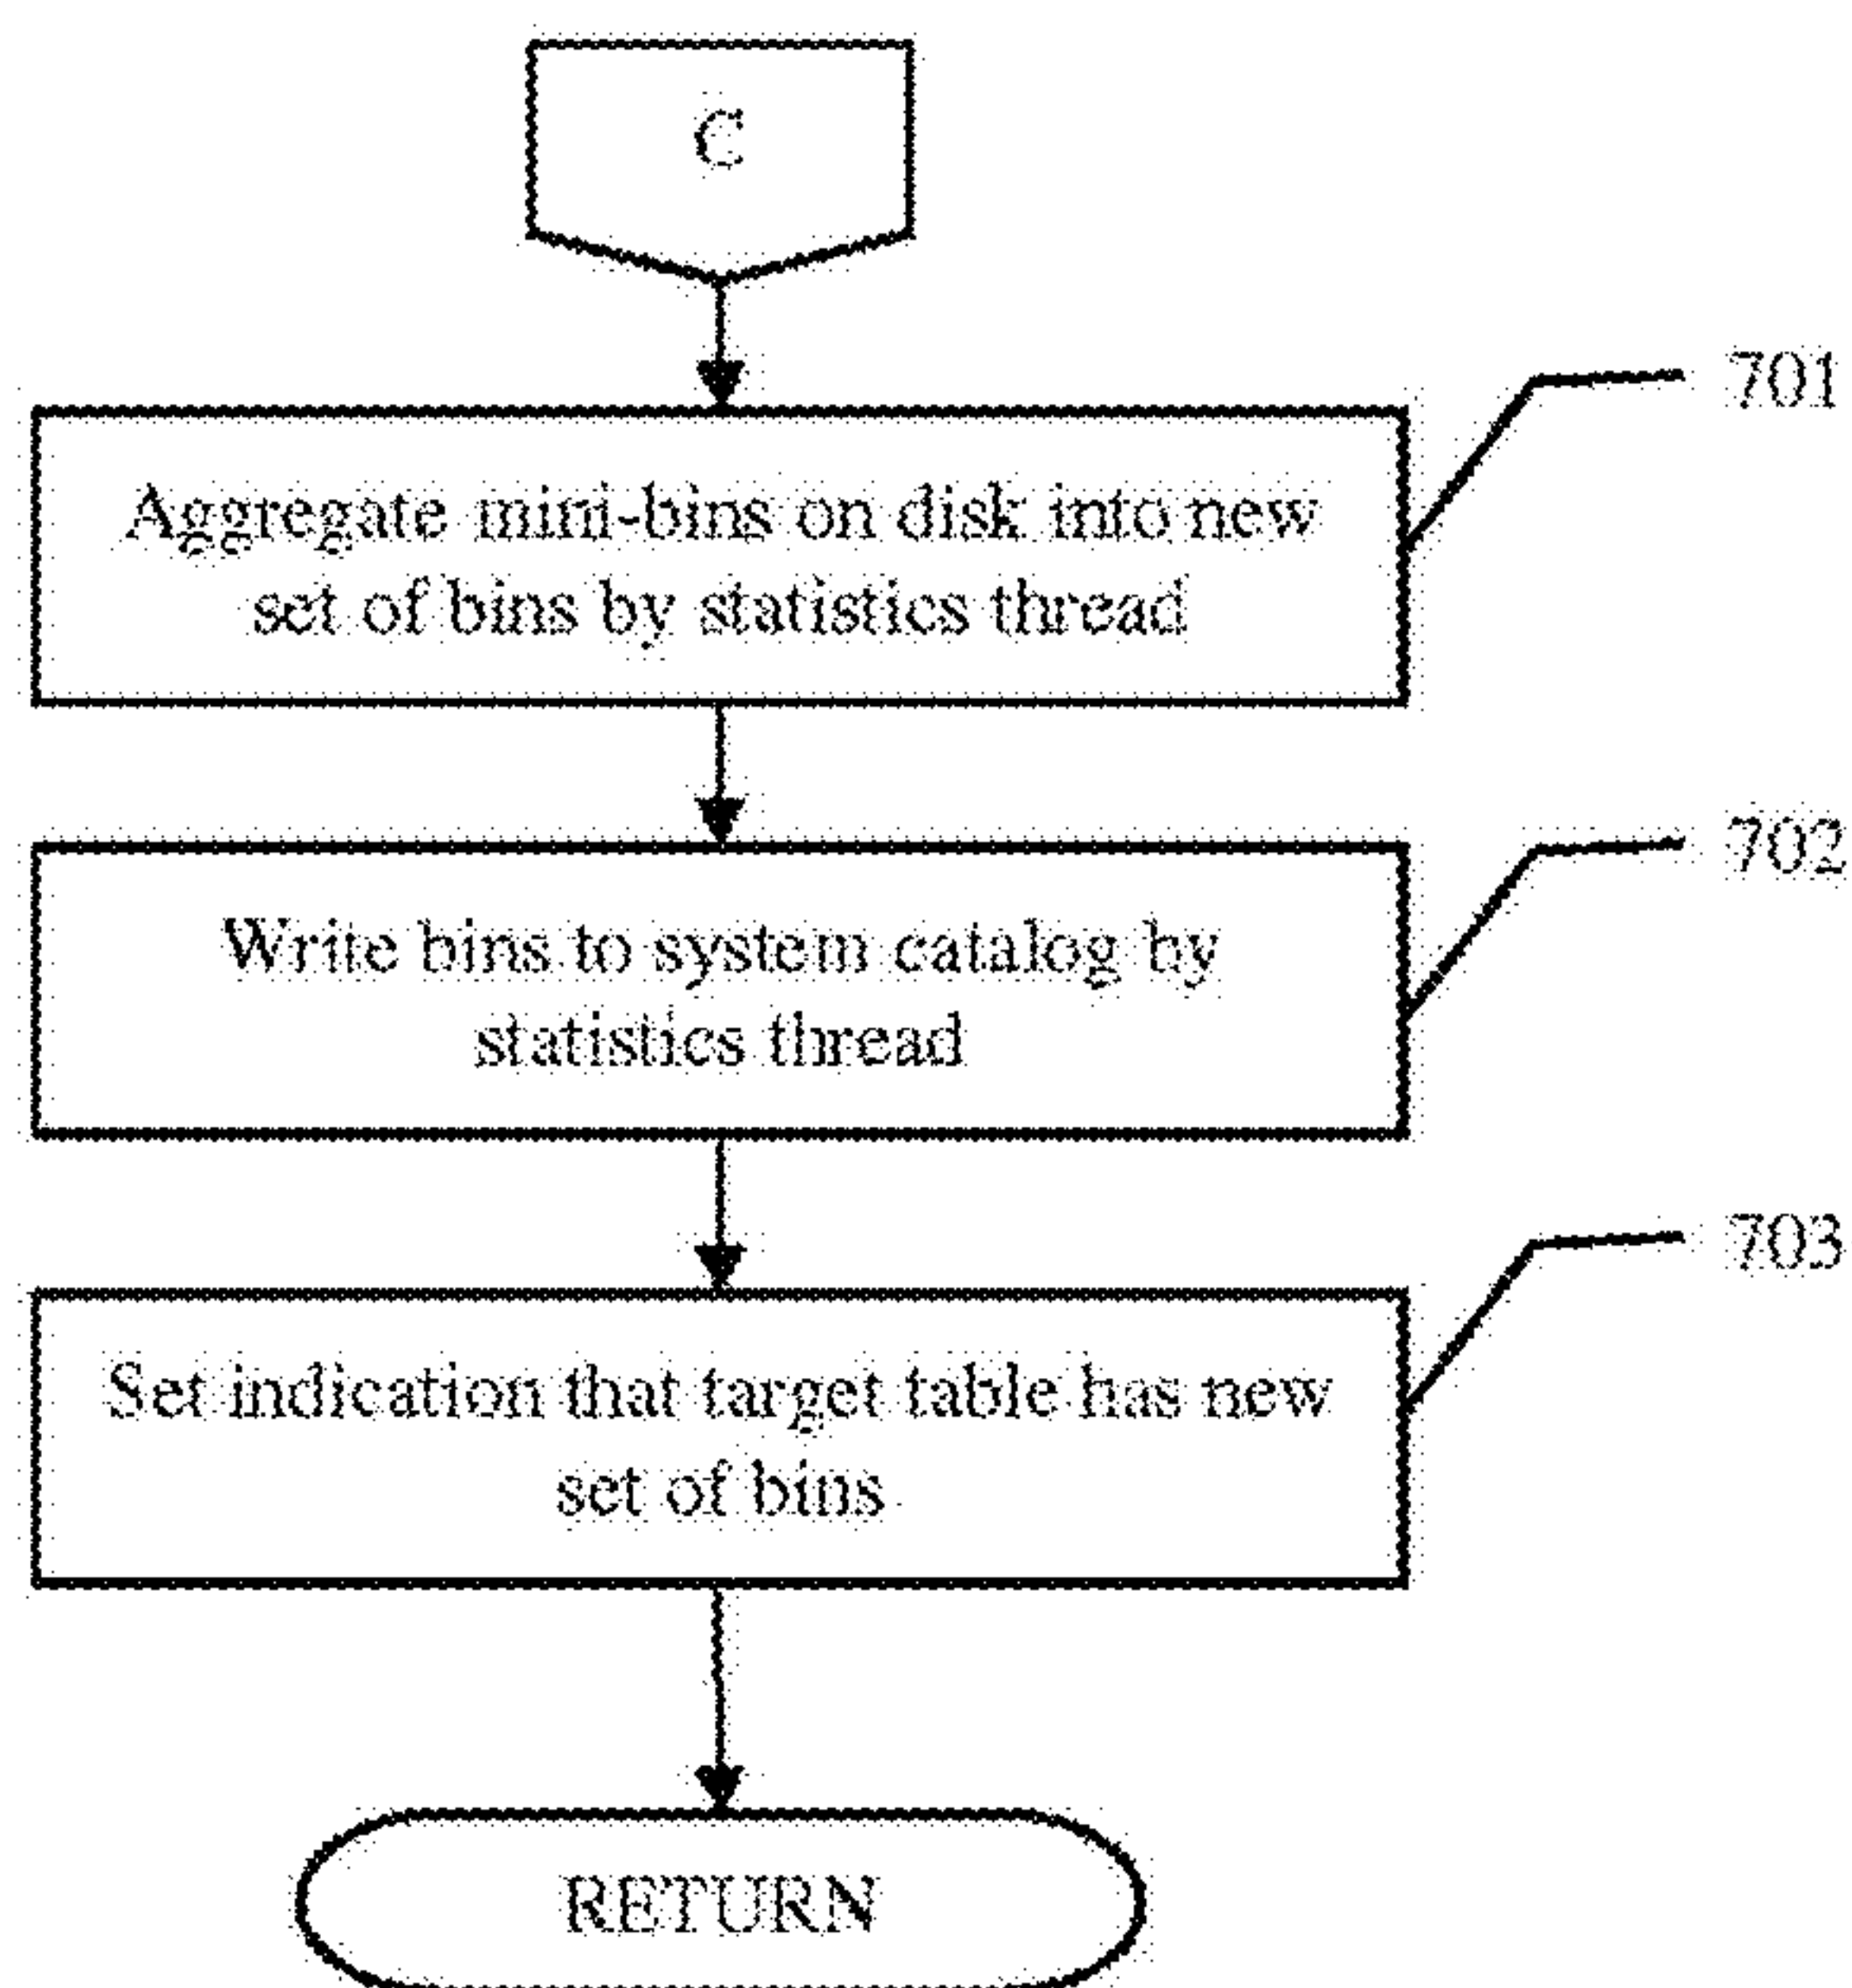 C
701
Aggregate mini-bins on disk into new
set of bins by statistics thread
702
Write bins to system catalog by
statistics thread
703
Set indication that target table has new
set of bins
RETURN